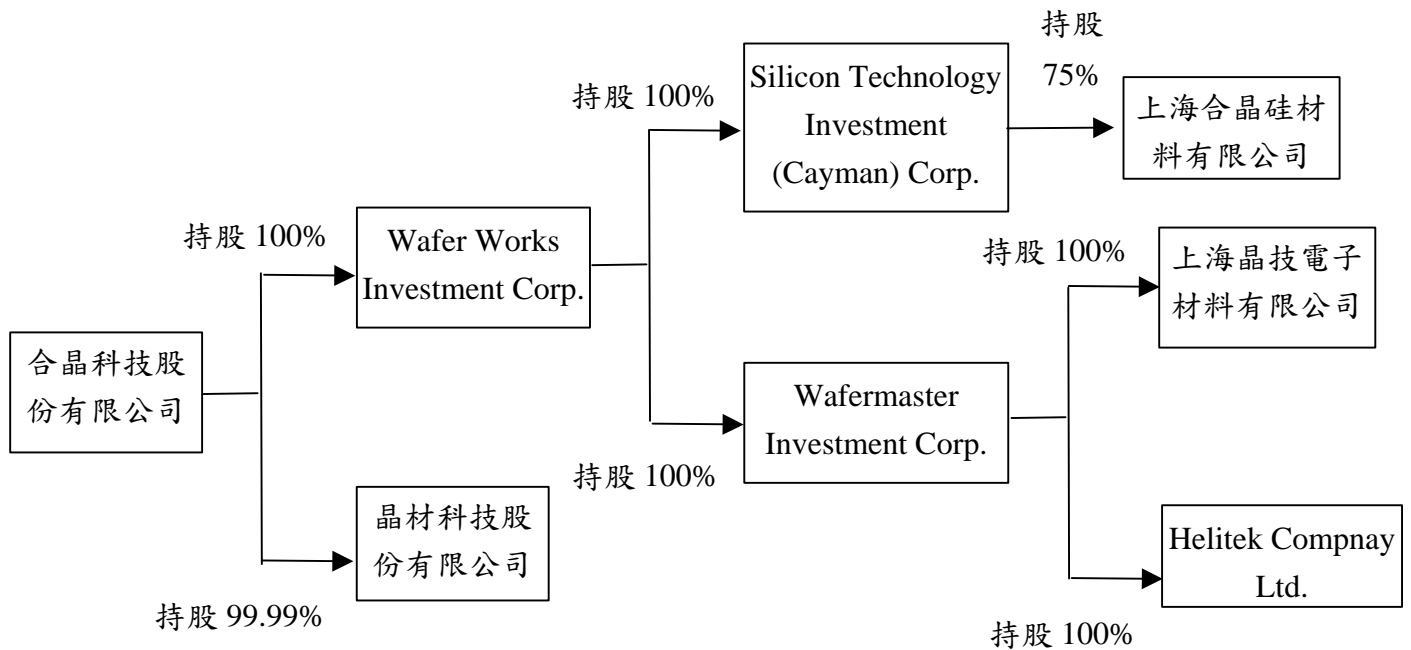 持股
75%
持股 100%
Silicon Technology
Investment
(Cayman) Corp.
上海合晶硅材
料有限公司
持股 100%
Wafer Works
Investment Corp.
持股 100%
上海晶技電子
材料有限公司
合晶科技股
份有限公司
Wafermaster
Investment Corp.
持股 100%
晶材科技股
份有限公司
Helitek Compnay
Ltd.
持股 99.99%
持股 100%